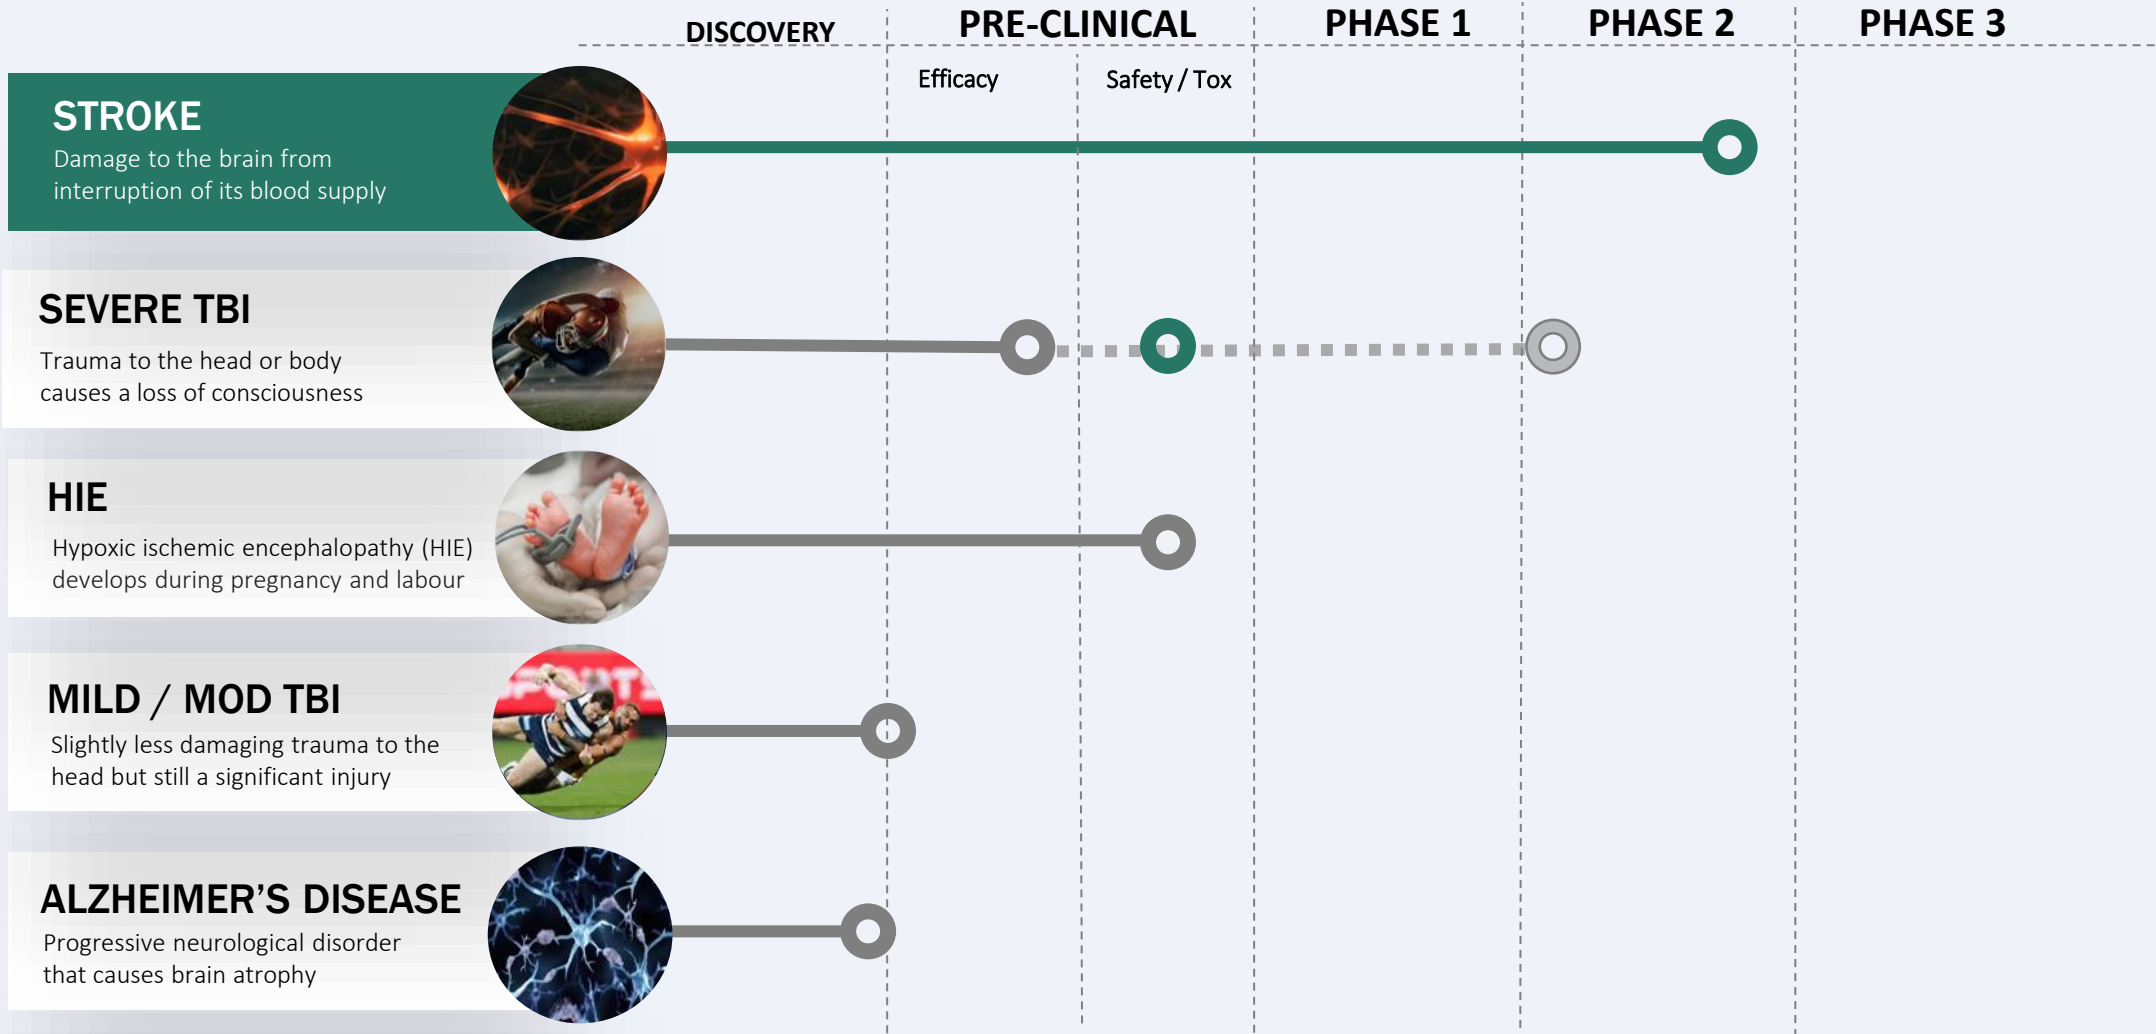 DISCOVERY
PRE-CLINICAL
PHASE 1
PHASE 2
PHASE 3
Efficacy
Safety / Tox
STROKE
Damage to the brain from
interruption of its blood supply
SEVERE TBI
Trauma to the head or body
causes a loss of consciousness
HIE
Hypoxic ischemic encephalopathy (HIE)
develops during pregnancy and labour
MILD / MOD TBI
Slightly less damaging trauma to the
head but still a significant injury
ALZHEIMER’S DISEASE
Progressive neurological disorder
that causes brain atrophy